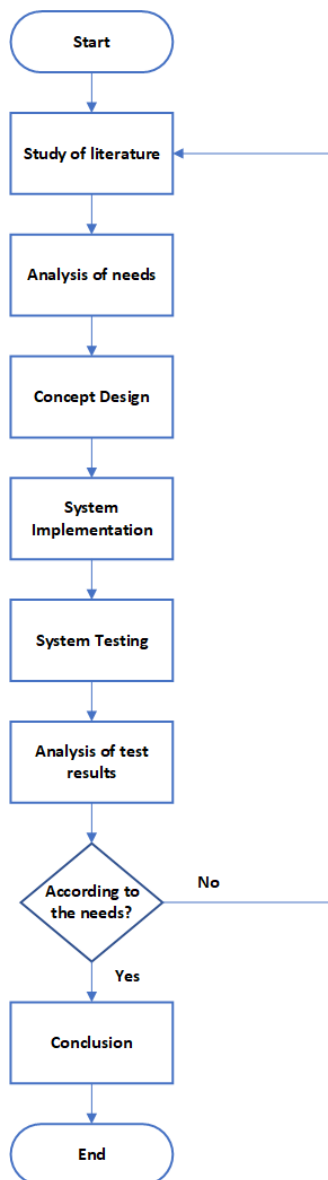 Start
Study of literature
Analysis of needs
Concept Design
System
Implementation
System Testing
Analysis of test
results
According to
the needs?
No
Yes
Conclusion
End